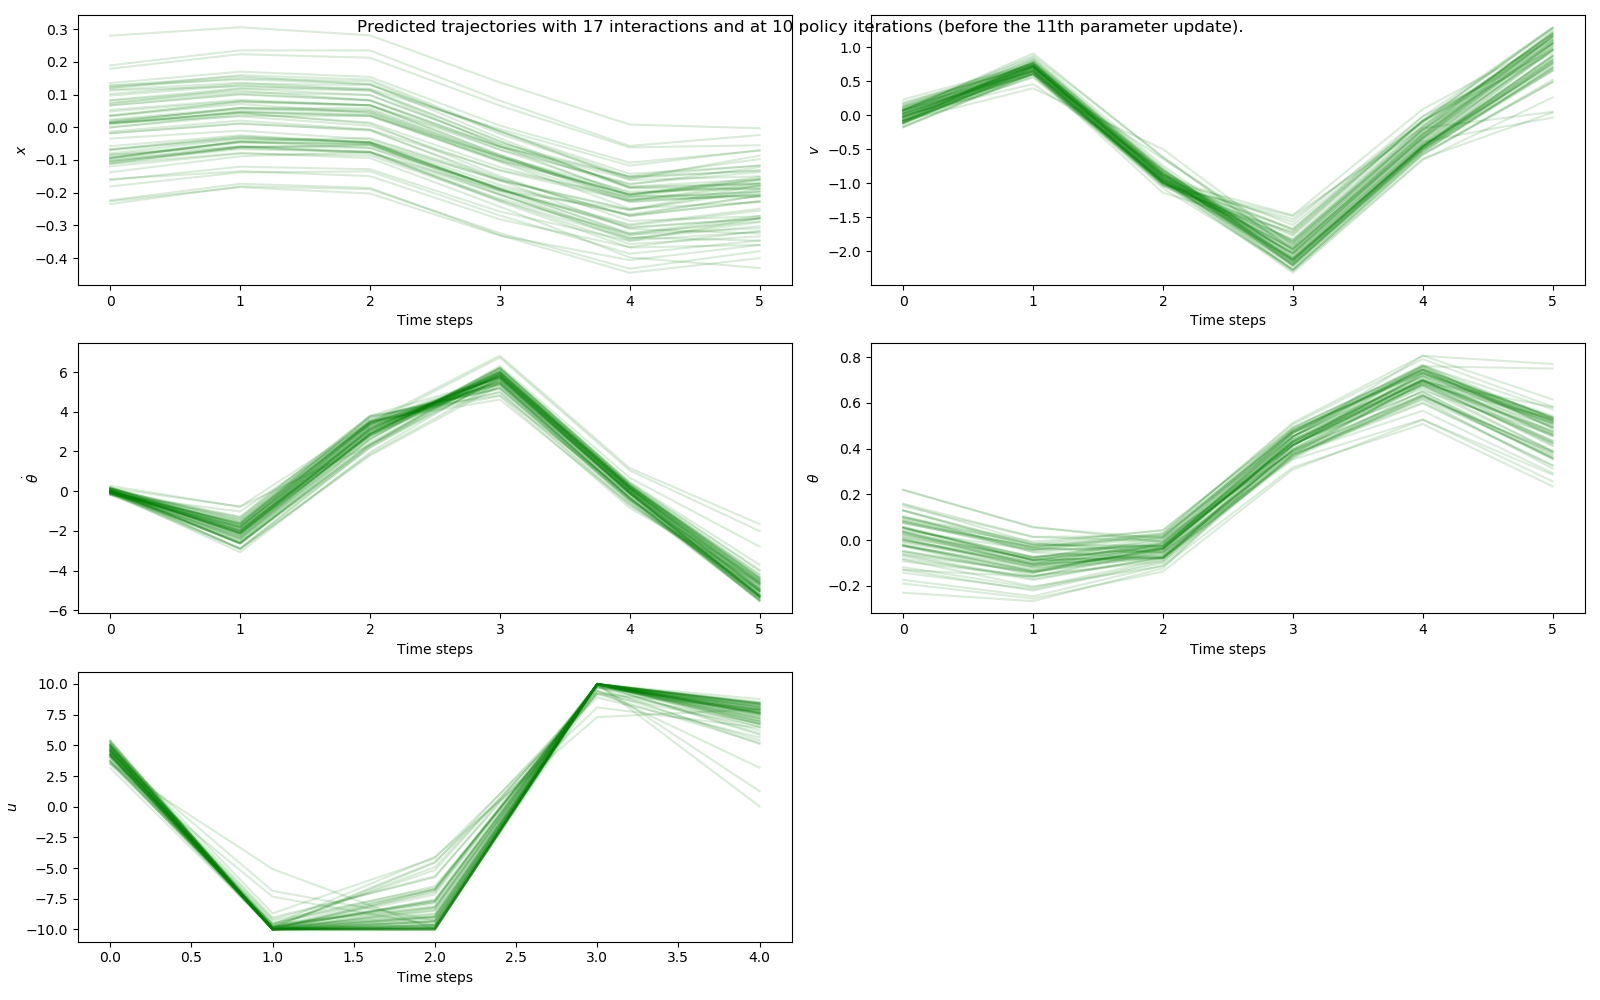 Predicted trajectories with 17 interactions and at 10 policy iterations (before the 11th parameter update).
0.3
0.2
0.1
0.0
−0.1
−0.2
−0.3
−0.4
x
0 1 2 3 4 5
Time steps
1.0
0.5
0.0
−0.5
−1.0
−1.5
−2.0
v
0 1 2 3 4 5
Time steps
6
4
2
0
−2
−4
−6
θ̇
0 1 2 3 4 5
Time steps
0.8
0.6
0.4
0.2
0.0
−0.2
θ
0 1 2 3 4 5
Time steps
10.0
7.5
5.0
2.5
0.0
−2.5
−5.0
−7.5
−10.0
u
0.0 0.5 1.0 1.5 2.0 2.5 3.0 3.5 4.0
Time steps